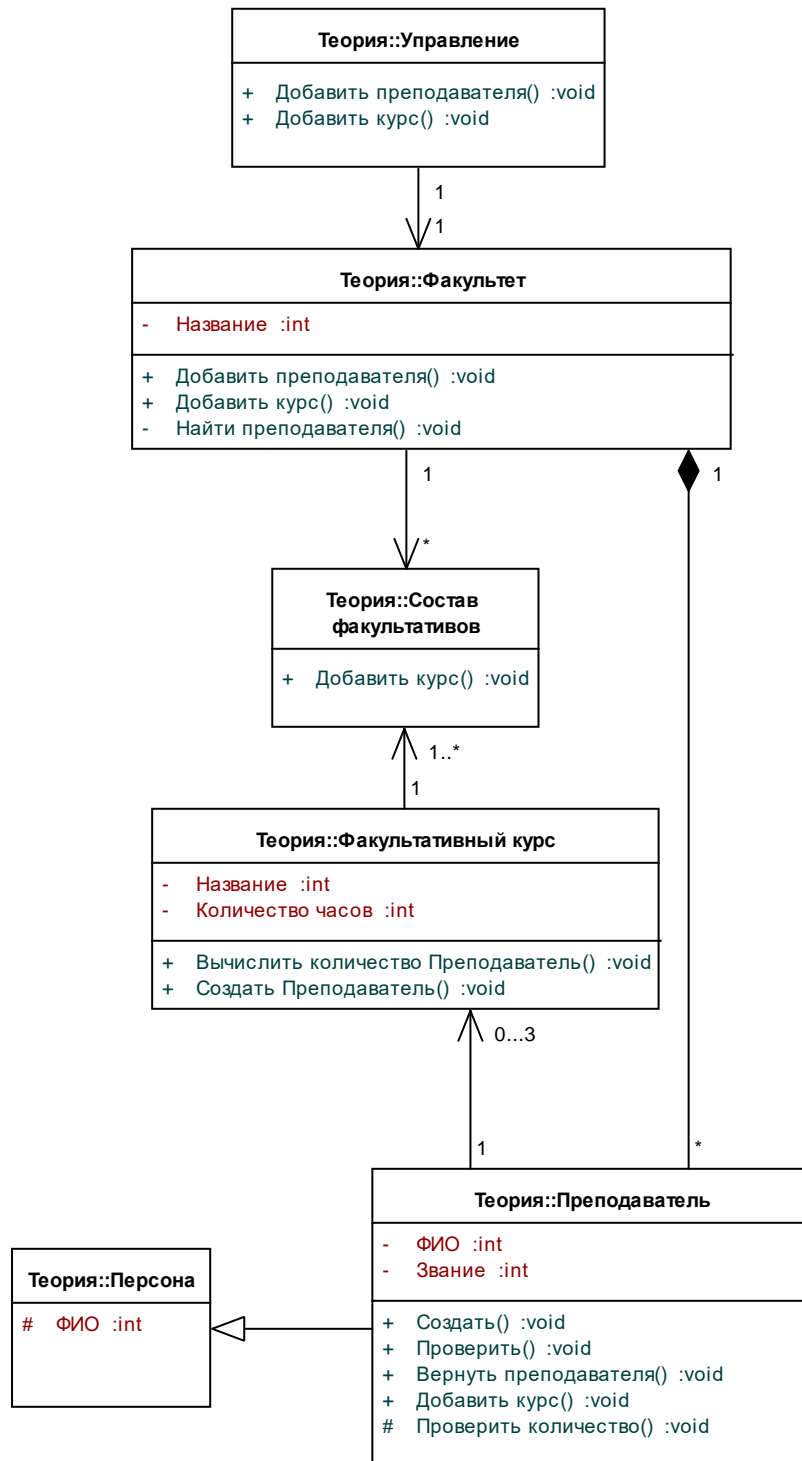 Теория::Управление
+ Добавить преподавателя() :void
+ Добавить курс() :void
1
1
Теория::Факультет
- Название :int
+ Добавить преподавателя() :void
+ Добавить курс() :void
- Найти преподавателя() :void
1
1
*
Теория::Состав
факультативов
+ Добавить курс() :void
1..*
1
Теория::Факультативный курс
- Название :int
- Количество часов :int
+ Вычислить количество Преподаватель() :void
+ Создать Преподаватель() :void
0...3
1
*
Теория::Преподаватель
- ФИО :int
- Звание :int
+ Создать() :void
+ Проверить() :void
+ Вернуть преподавателя() :void
+ Добавить курс() :void
# Проверить количество() :void
Теория::Персона
# ФИО :int